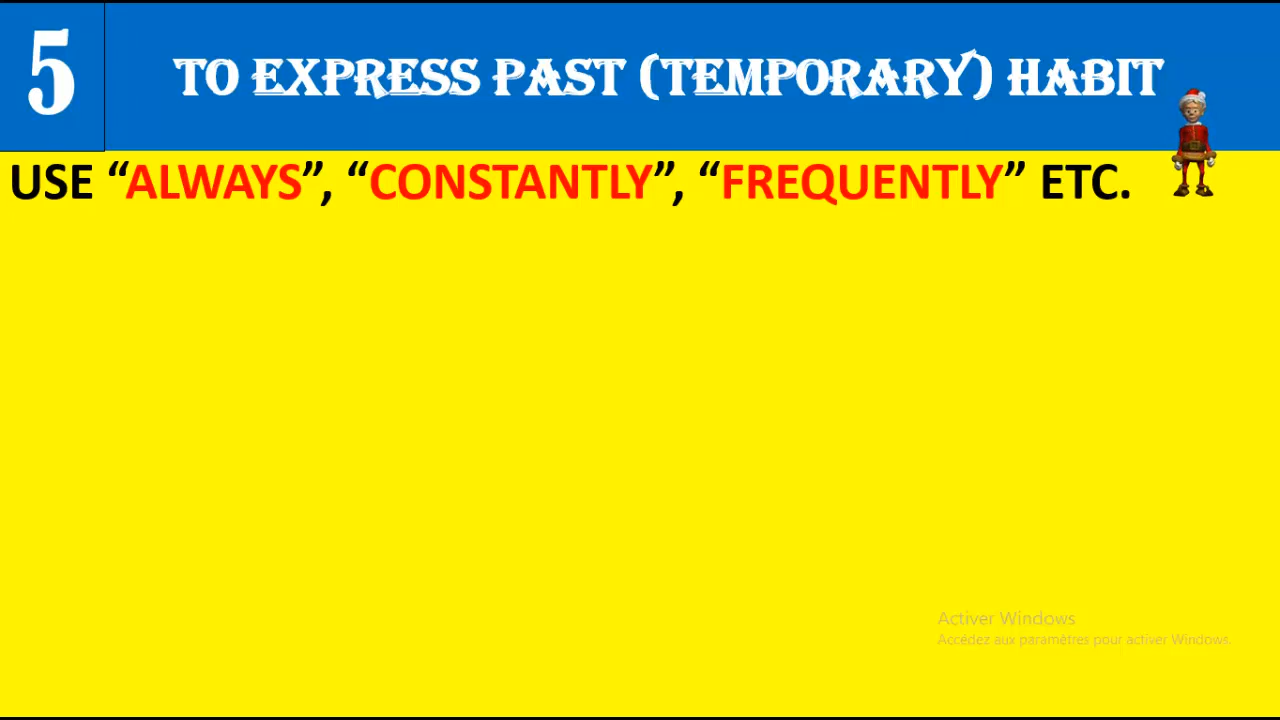 5
TO EXPRESS PAST (TEMPORARY) HABIT
USE “ALWAYS”, “CONSTANTLY”, “FREQUENTLY” ETC.
Activer Windows
Accédez aux paramètres pour activer Windows.